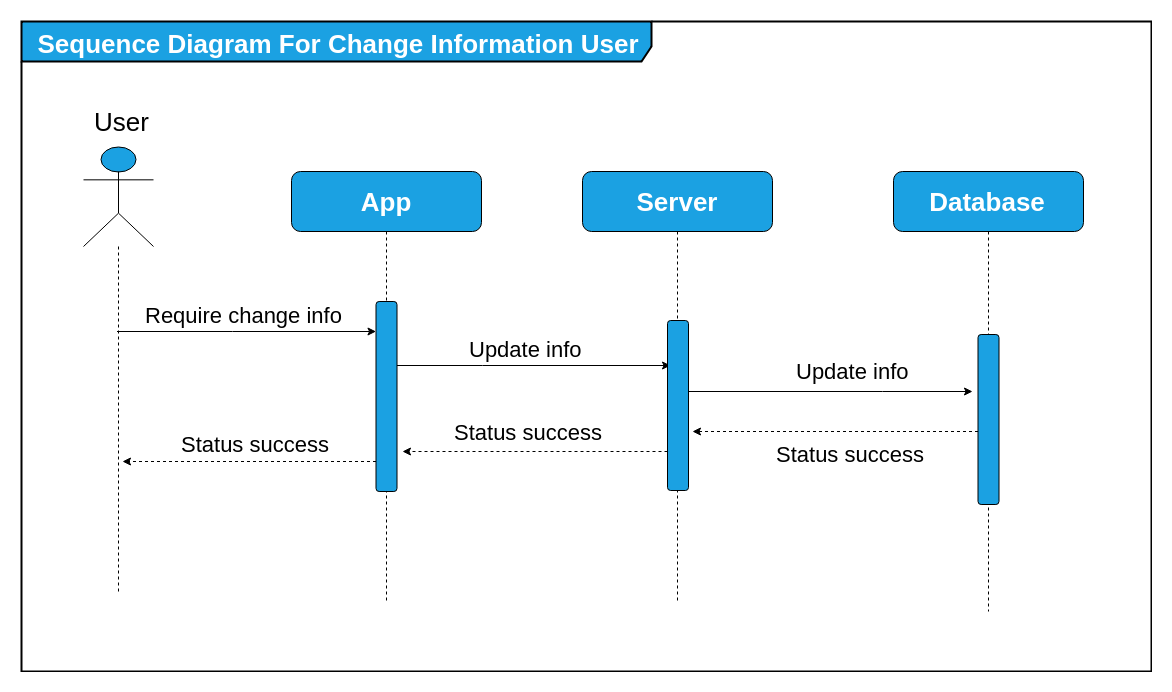 Sequence Diagram For Change Information User
User
App
Server
Database
Require change info
Update info
Update info
Status success
Status success
Status success